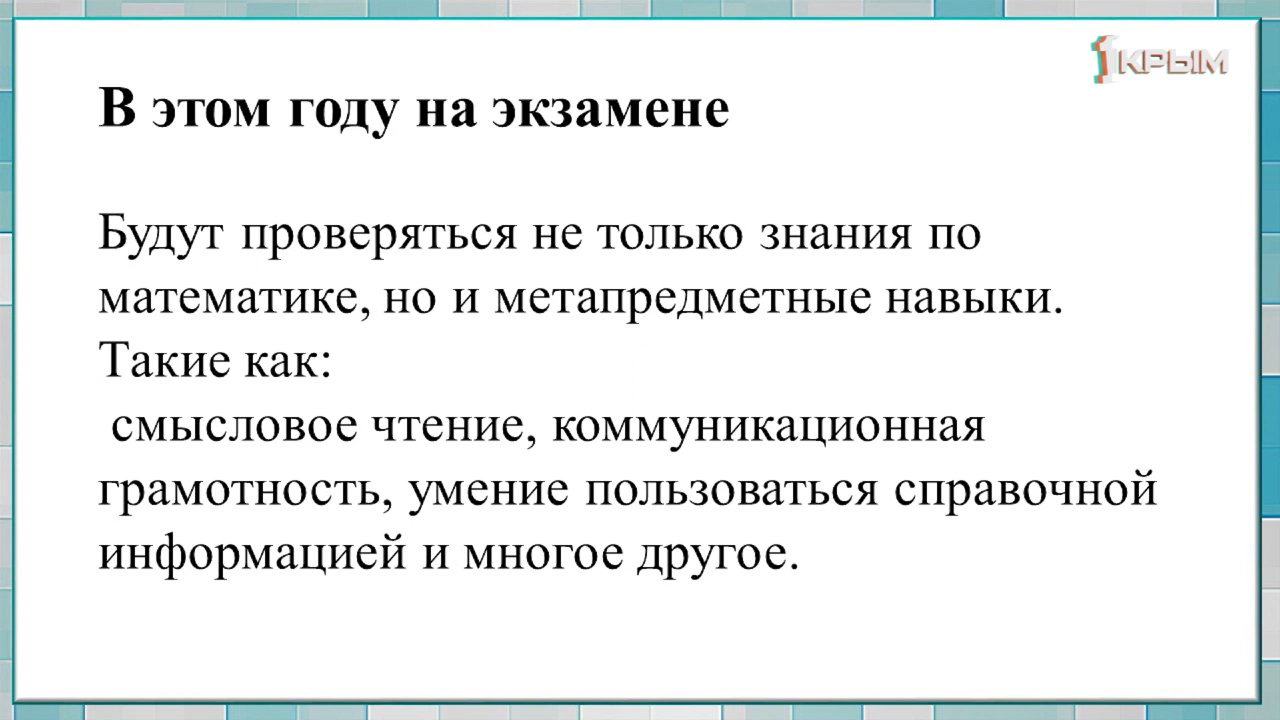 1КРЫМ
В этом году на экзамене
Будут проверяться не только знания по
математике, но и метапредметные навыки.
Такие как:
смысловое чтение, коммуникационная
грамотность, умение пользоваться справочной
информацией и многое другое.